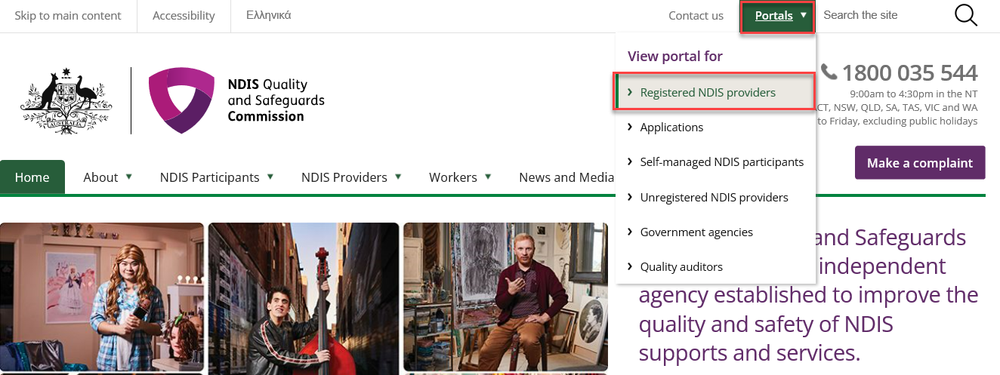 Skip to main content
Accessibility
Ελληνικά
Contact us
Portals
Search the site
View portal for
Registered NDIS providers
Applications
Self-managed NDIS participants
Unregistered NDIS providers
Government agencies
Quality auditors
AUSTRALIA
NDIS Quality
and Safeguards
Commission
1800 035 544
9:00am to 4:30pm in the NT
CT, NSW, QLD, SA, TAS, VIC and WA
to Friday, excluding public holidays
Make a complaint
Home
About
NDIS Participants
NDIS Providers
Workers
News and Media
and Safeguards
independent
agency established to improve the
quality and safety of NDIS
supports and services.